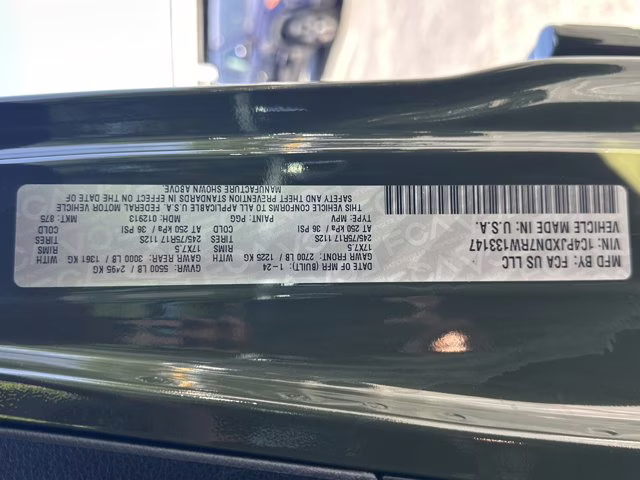 MFD BY: FCA US LLC
DATE OF MFR (BUILT): 1-24
GVWR: 5500 LB / 2495 KG
VIN: 1C4PJXDN7RW133147
GAWR FRONT: 2700 LB / 1225 KG
GAWR REAR: 3000 LB / 1361 KG
VEHICLE MADE IN: U.S.A.
17X7.5 RIMS
17X7.5 RIMS
245/75R17 112S TIRES
245/75R17 112S TIRES
AT 250 kPa / 36 PSI COLD
AT 250 kPa / 36 PSI COLD
TYPE: MPV
PAINT: GG
MDH: 012913
MKT: 875
THIS VEHICLE CONFORMS TO ALL APPLICABLE U.S.A. FEDERAL MOTOR VEHICLE
SAFETY AND THEFT PREVENTION STANDARDS IN EFFECT ON THE DATE OF
MANUFACTURE SHOWN ABOVE